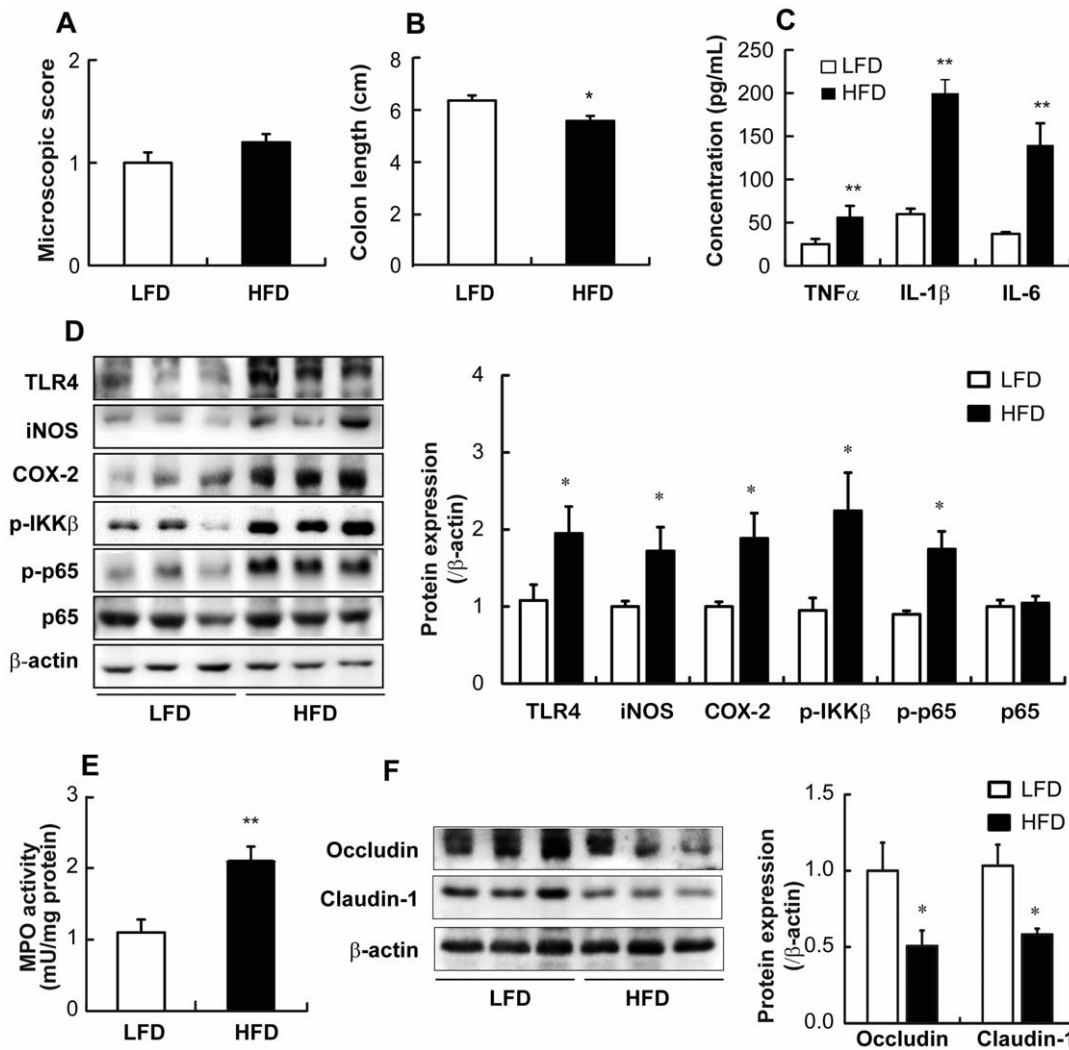 A
Microscopic score
2
1
0
LFD HFD
B
Colon length (cm)
8
6
4
2
0
*
LFD HFD
C
Concentration (pg/mL)
250
200
150
100
50
0
LFD
HFD
**
**
**
TNFα IL-1β IL-6
D
TLR4
iNOS
COX-2
p-IKKβ
p-p65
p65
β-actin
LFD HFD
Protein expression
(/β-actin)
4
3
2
1
0
LFD
HFD
* * * * *
TLR4 iNOS COX-2 p-IKKβ p-p65 p65
E
MPO activity
(mU/mg protein)
3
2
1
0
**
LFD HFD
F
Occludin
Claudin-1
β-actin
LFD HFD
Protein expression
(/β-actin)
1.0
0.5
0.0
LFD
HFD
* *
Occludin Claudin-1